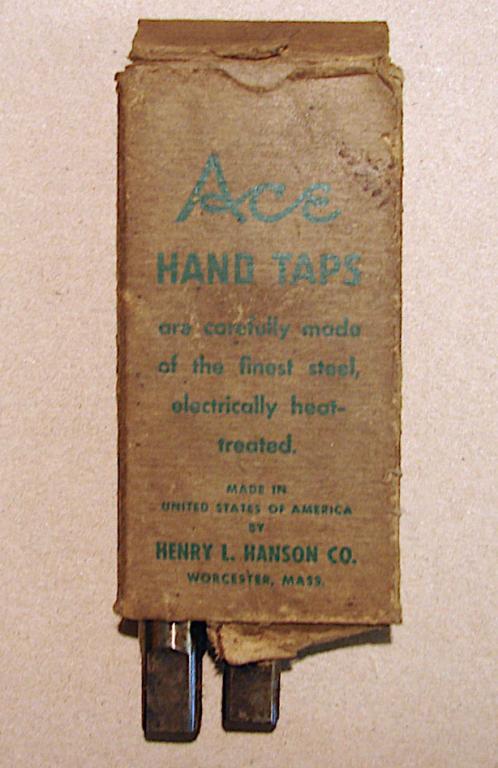 Ace
HAND TAPS
are carefully made
of the finest steel,
electrically heat-
treated.
MADE IN
UNITED STATES OF AMERICA
BY
HENRY L. HANSON CO.
WORCESTER, MASS.